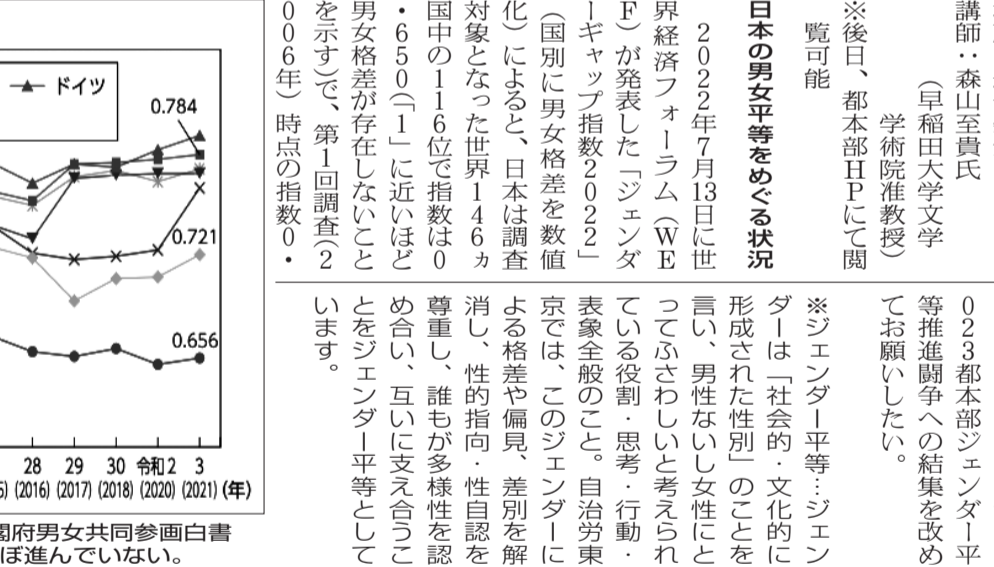 講師：森山至貴氏
（早稲田大学文学
学術院准教授）
※後日、都本部HPにて閲
覧可能
日本の男女平等をめぐる状況
2022年7月13日に世
界経済フォーラム（WE
F）が発表した「ジェンダ
ーギャップ指数2022」
（国別に男女格差を数値
化）によると、日本は調査
対象となった世界146ヵ
国中の116位で指数は0
・650（「1」に近いほど
男女格差が存在しないこと
を示す）で、第1回調査（2
006年）時点の指数0・
023都本部ジェンダー平
等推進闘争への結集を改め
てお願いしたい。
※ジェンダー平等…ジェン
ダーは「社会的・文化的に
形成された性別」のことを
言い、男性ないし女性にと
ってふさわしいと考えられ
ている役割・思考・行動・
表象全般のこと。自治労東
京では、このジェンダーに
よる格差や偏見、差別を解
消し、性的指向・性自認を
尊重し、誰もが多様性を認
め合い、互いに支え合うこ
とをジェンダー平等として
います。
ドイツ
0.784
0.721
0.656
28 29 30 令和2 3
(2016) (2017) (2018) (2020) (2021) (年)
閣府男女共同参画白書
ぼ進んでいない。